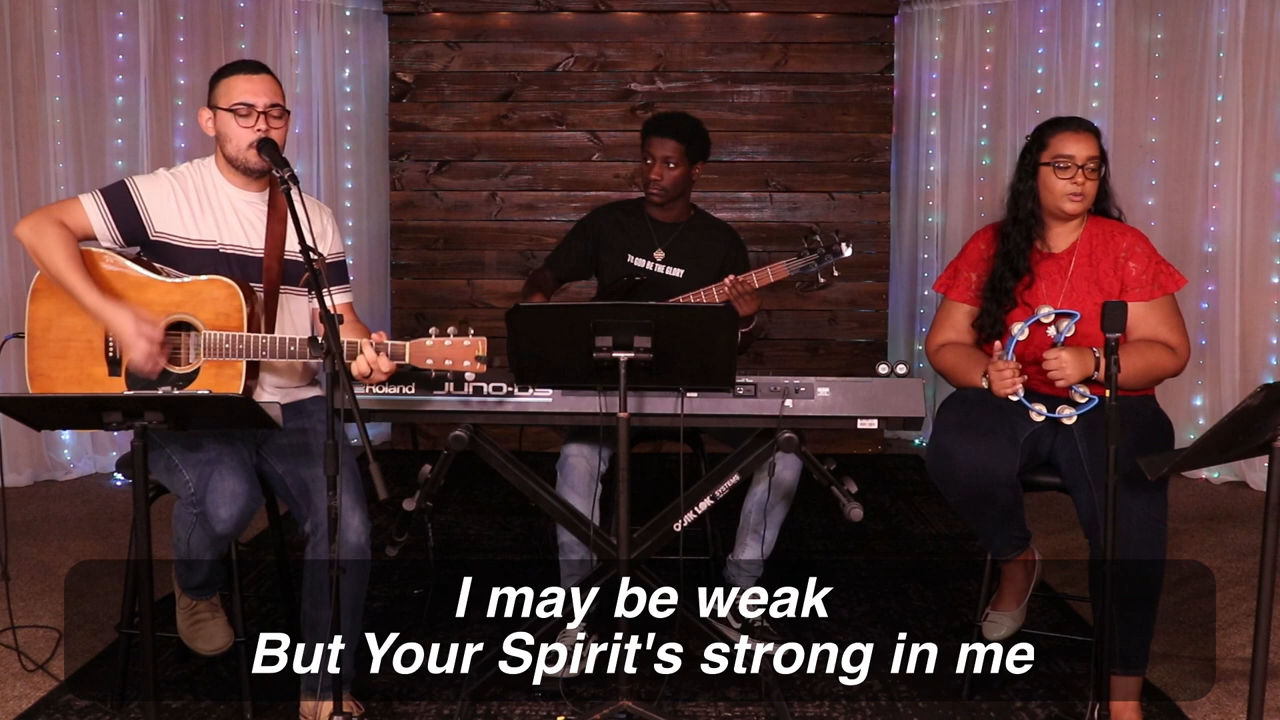 TO GOD BE THE GLORY
Roland JUNO-DS
QUIK LOK SYSTEMS
I may be weak
But Your Spirit's strong in me